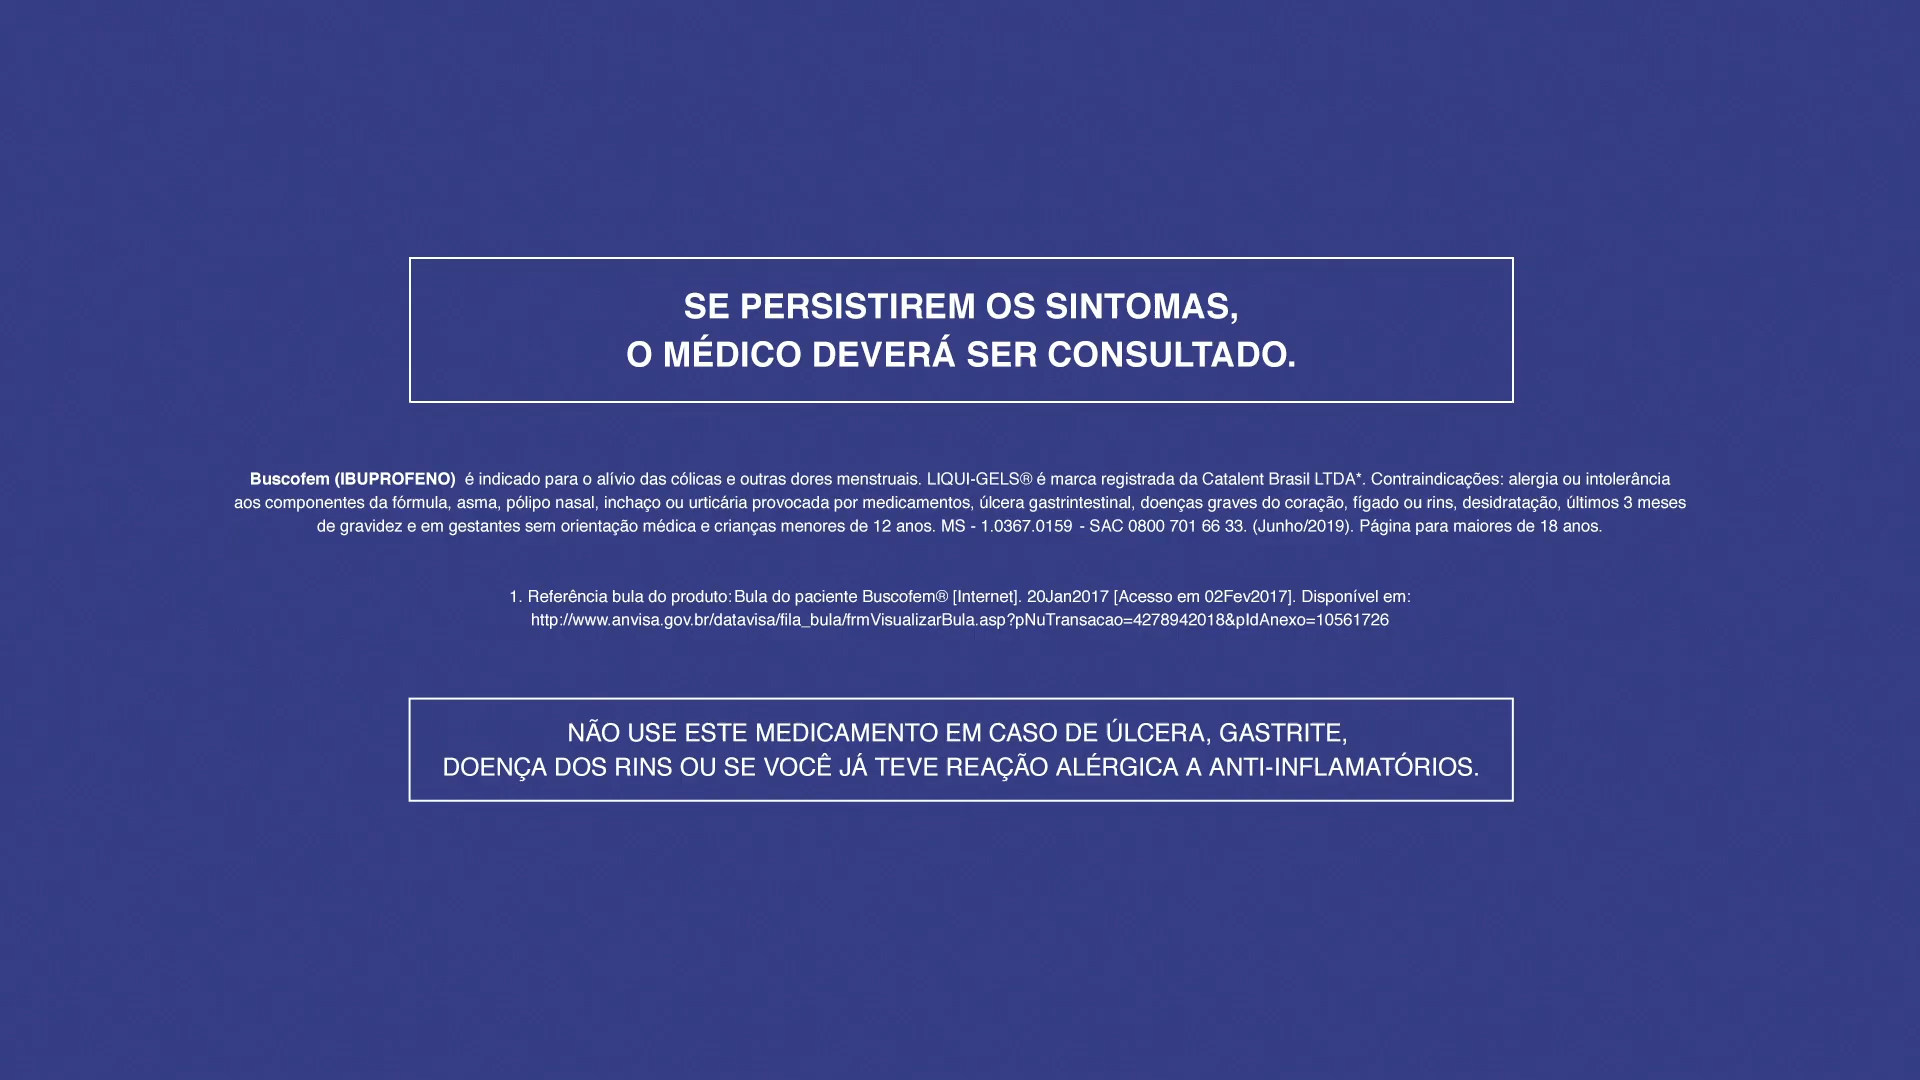 SE PERSISTIREM OS SINTOMAS,
O MÉDICO DEVERÁ SER CONSULTADO.
Buscofem (IBUPROFENO) é indicado para o alívio das cólicas e outras dores menstruais. LIQUI-GELS® é marca registrada da Catalent Brasil LTDA*. Contraindicações: alergia ou intolerância
aos componentes da fórmula, asma, pólipo nasal, inchaço ou urticária provocada por medicamentos, úlcera gastrintestinal, doenças graves do coração, fígado ou rins, desidratação, últimos 3 meses
de gravidez e em gestantes sem orientação médica e crianças menores de 12 anos. MS - 1.0367.0159 - SAC 0800 701 66 33. (Junho/2019). Página para maiores de 18 anos.
1. Referência bula do produto: Bula do paciente Buscofem® [Internet]. 20Jan2017 [Acesso em 02Fev2017]. Disponível em:
http://www.anvisa.gov.br/datavisa/fila_bula/frmVisualizarBula.asp?pNuTransacao=4278942018&pIdAnexo=10561726
NÃO USE ESTE MEDICAMENTO EM CASO DE ÚLCERA, GASTRITE,
DOENÇA DOS RINS OU SE VOCÊ JÁ TEVE REAÇÃO ALÉRGICA A ANTI-INFLAMATÓRIOS.